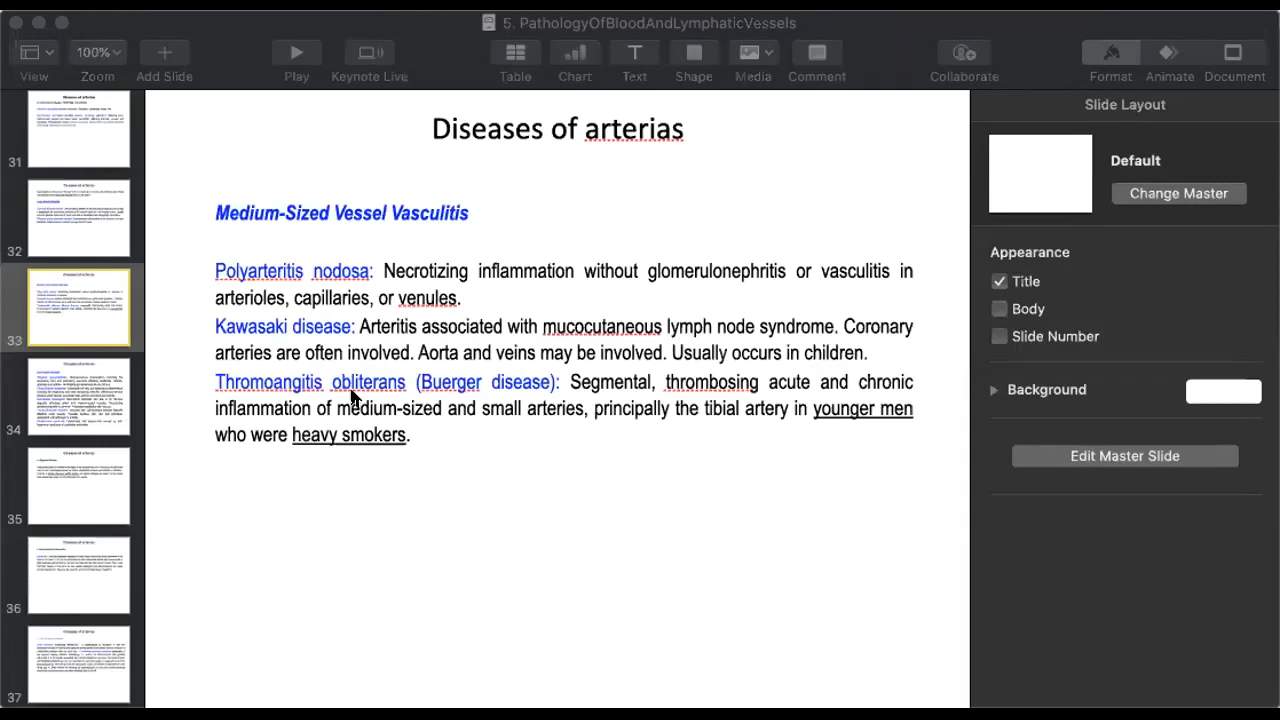 5. PathologyOfBloodAndLymphaticVessels
100%
View Zoom Add Slide Play Keynote Live Table Chart Text Shape Media Comment Collaborate Format Animate Document
Slide Layout
Default
Change Master
Appearance
Title
Body
Slide Number
Background
Edit Master Slide
31
32
33
34
35
36
37
Diseases of arterias
Medium-Sized Vessel Vasculitis
Polyarteritis nodosa: Necrotizing inflammation without glomerulonephritis or vasculitis in
arterioles, capillaries, or venules.
Kawasaki disease: Arteritis associated with mucocutaneous lymph node syndrome. Coronary
arteries are often involved. Aorta and veins may be involved. Usually occurs in children.
Thromoangitis obliterans (Buerger disease): Segmental, thrombosing, acute and chronic
inflammation of medium-sized and small arteries, principally the tibial artery in younger men
who were heavy smokers.